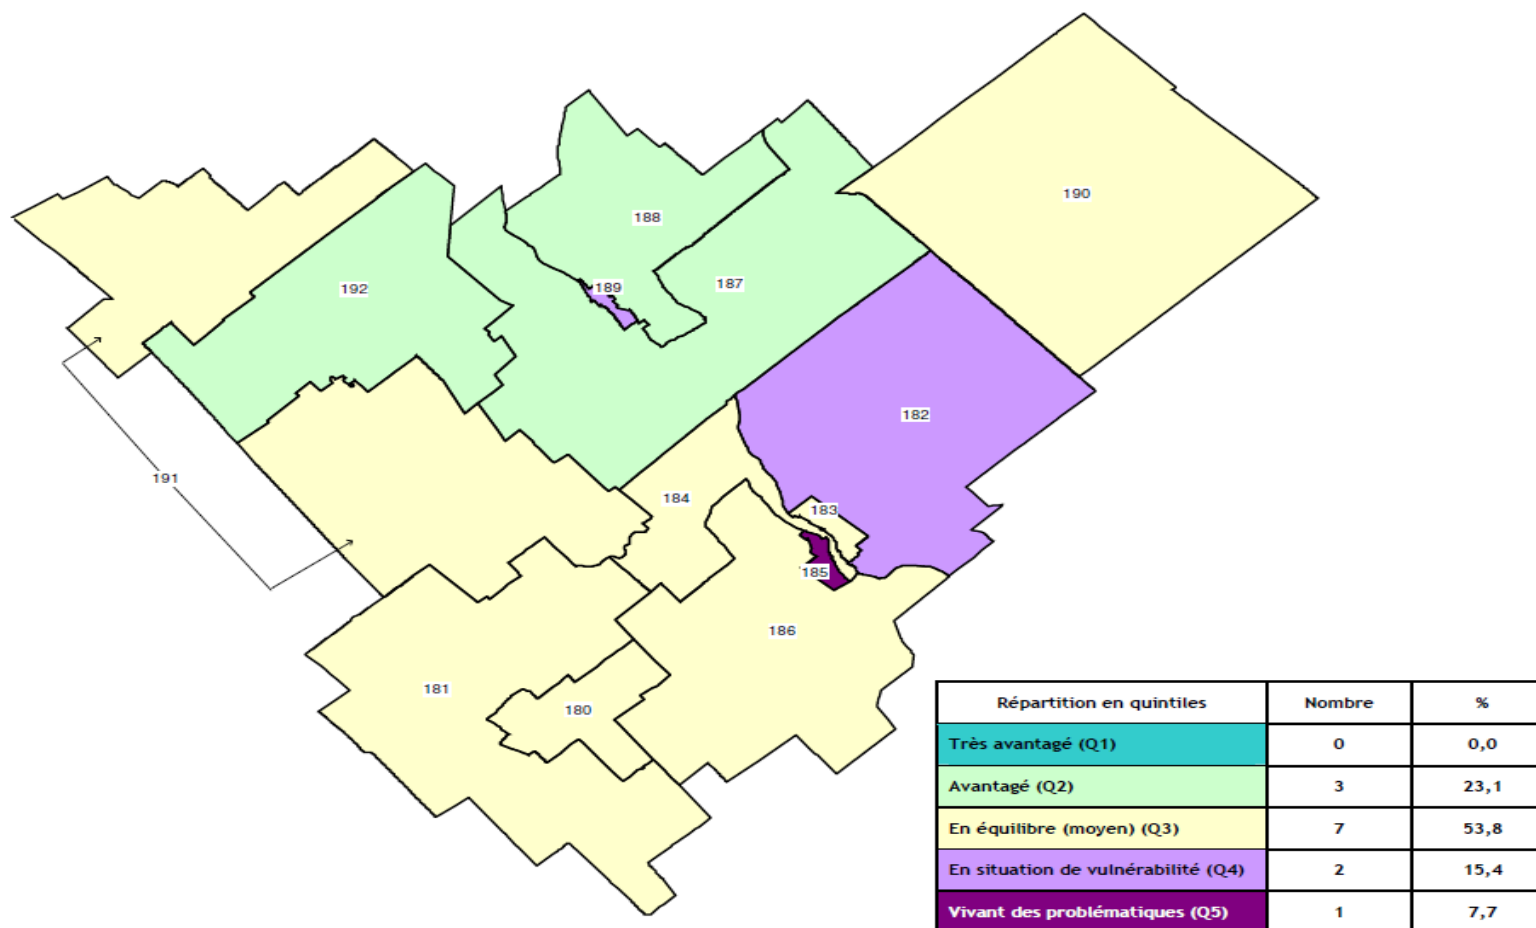 190
188
187
189
192
182
191
184
183
185
186
181
180
Répartition en quintiles Nombre %
Très avantagé (Q1) 0 0,0
Avantagé (Q2) 3 23,1
En équilibre (moyen) (Q3) 7 53,8
En situation de vulnérabilité (Q4) 2 15,4
Vivant des problématiques (Q5) 1 7,7